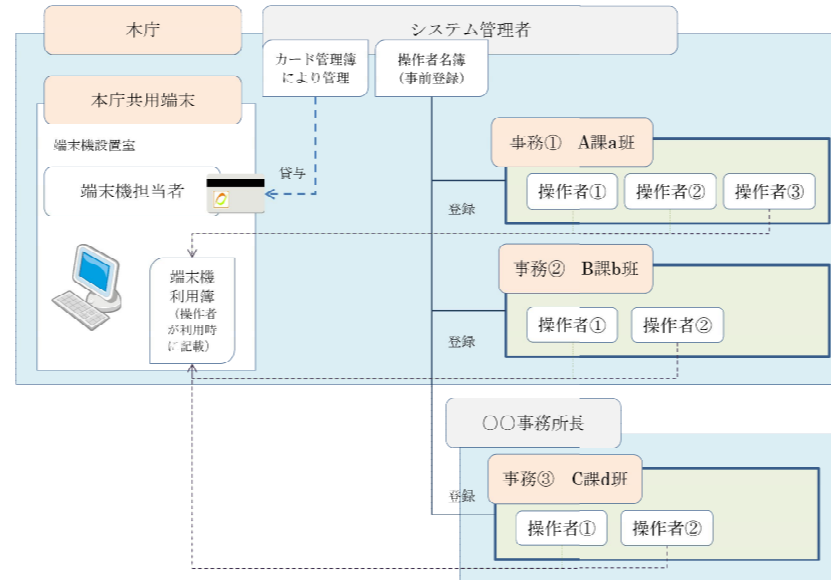 本庁
システム管理者
カード管理簿
により管理
操作者名簿
（事前登録）
本庁共用端末
端末機設置室
端末機担当者
貸与
事務① A課a班
操作者①
操作者②
操作者③
登録
端末機
利用簿
（操作者
が利用時
に記載）
事務② B課b班
操作者①
操作者②
登録
〇〇事務所長
事務③ C課d班
登録
操作者①
操作者②